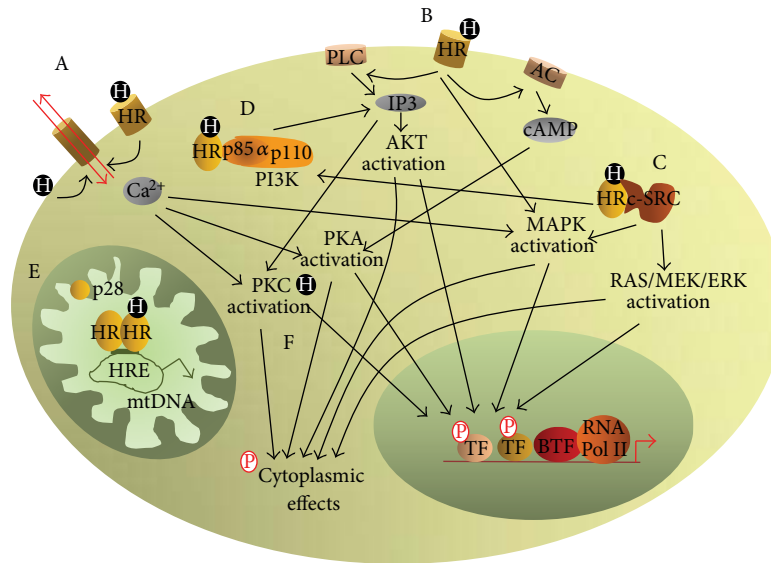 B
H
PLC
HR
A
AC
H
HR
D
IP3
cAMP
H
HR p85α p110
AKT
activation
C
H
PI3K
H
Ca2+
HR c-SRC
PKA
activation
MAPK
activation
E
PKC H
activation
RAS/MEK/ERK
activation
p28
H
HR HR
F
HRE
mtDNA
P
P
RNA
Pol II
TF
TF
BTF
P
Cytoplasmic
effects